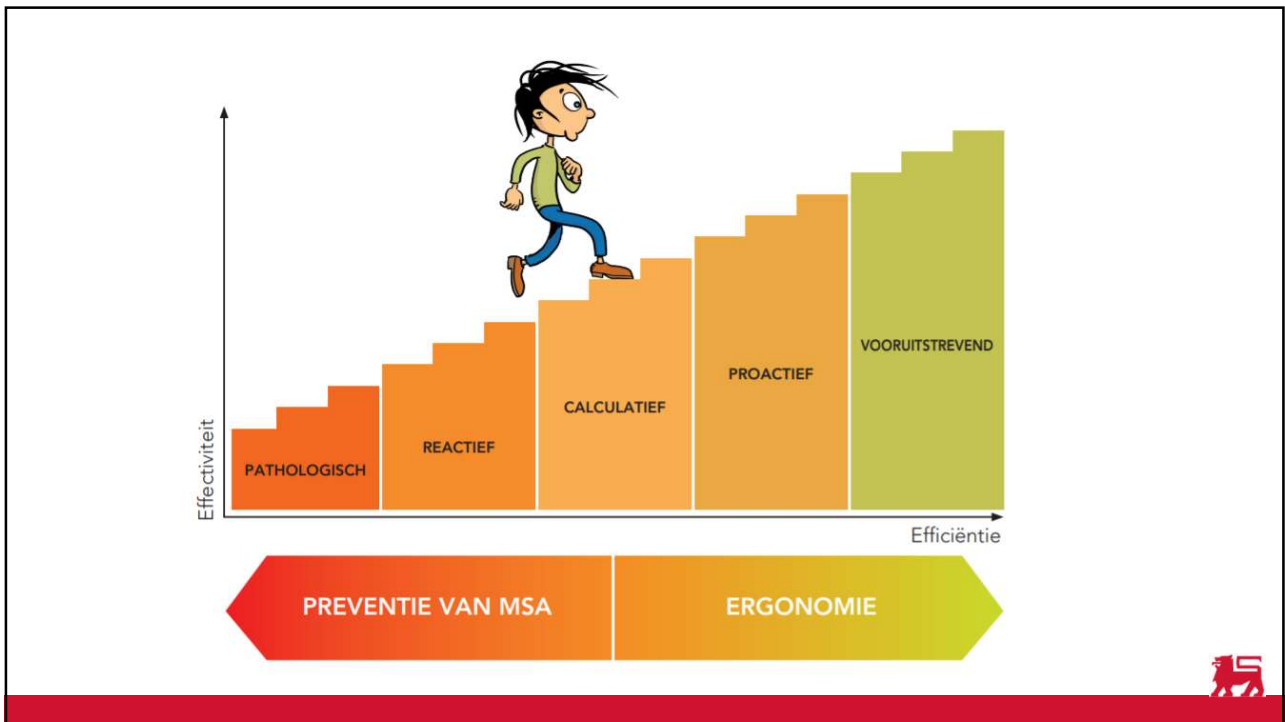 VOORUITSTREVEND
PROACTIEF
CALCULATIEF
REACTIEF
PATHOLOGISCH
Effectiviteit
Efficiëntie
PREVENTIE VAN MSA
ERGONOMIE